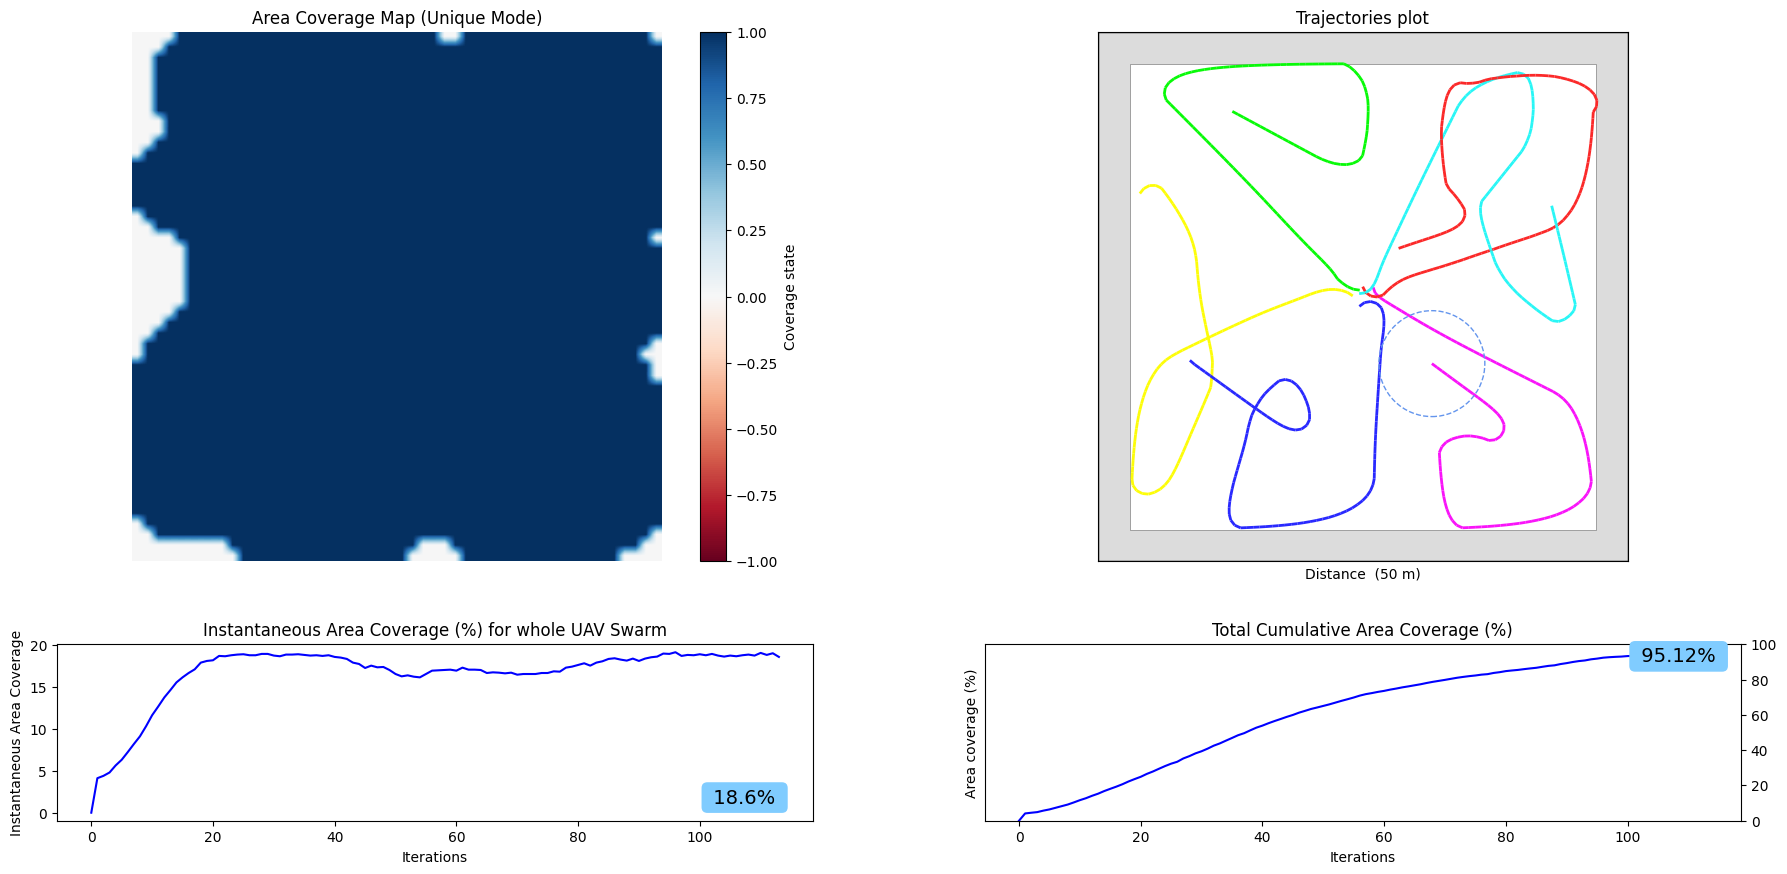 Area Coverage Map (Unique Mode)
1.00
0.75
0.50
0.25
0.00
−0.25
−0.50
−0.75
−1.00
Coverage state
Trajectories plot
Distance  (50 m)
Instantaneous Area Coverage (%) for whole UAV Swarm
Instantaneous Area Coverage
20
15
10
5
0
18.6%
0 20 40 60 80 100
Iterations
Total Cumulative Area Coverage (%)
Area coverage (%)
95.12%
100
80
60
40
20
0
0 20 40 60 80 100
Iterations